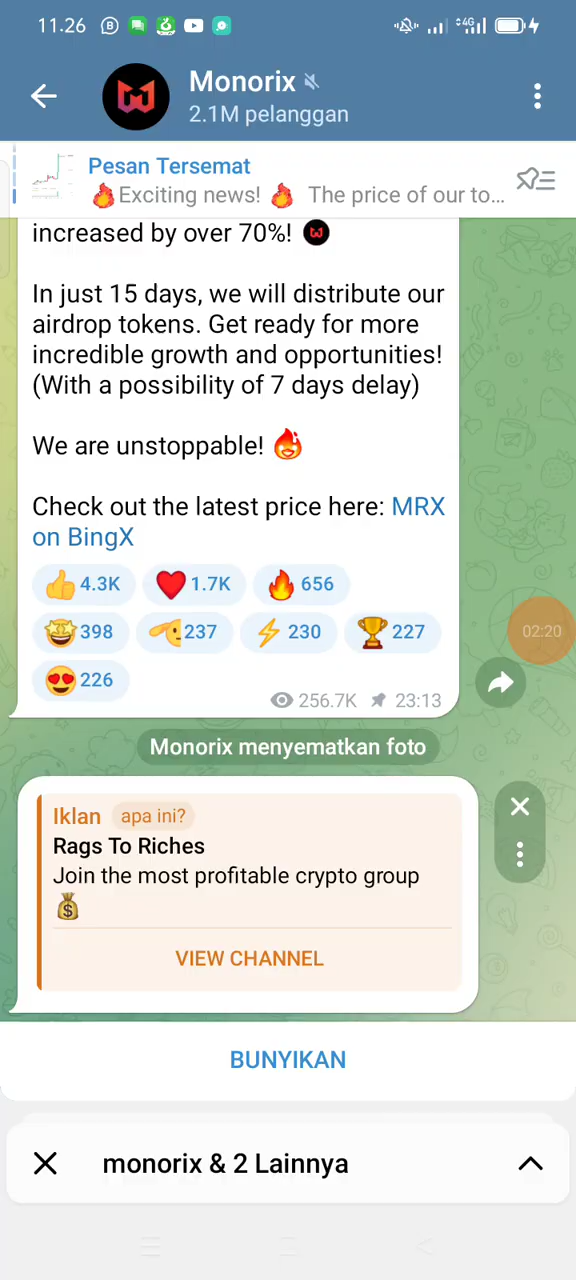 11.26
4G
Monorix
2.1M pelanggan
Pesan Tersemat
🔥Exciting news! 🔥 The price of our to...
increased by over 70%!
In just 15 days, we will distribute our
airdrop tokens. Get ready for more
incredible growth and opportunities!
(With a possibility of 7 days delay)
We are unstoppable!
Check out the latest price here: MRX
on BingX
👍 4.3K ❤️ 1.7K 🔥 656
🤩 398 🫡 237 ⚡ 230 🏆 227
😍 226
256.7K 23:13
02:20
Monorix menyematkan foto
Iklan apa ini?
Rags To Riches
Join the most profitable crypto group
💰
VIEW CHANNEL
BUNYIKAN
monorix & 2 Lainnya